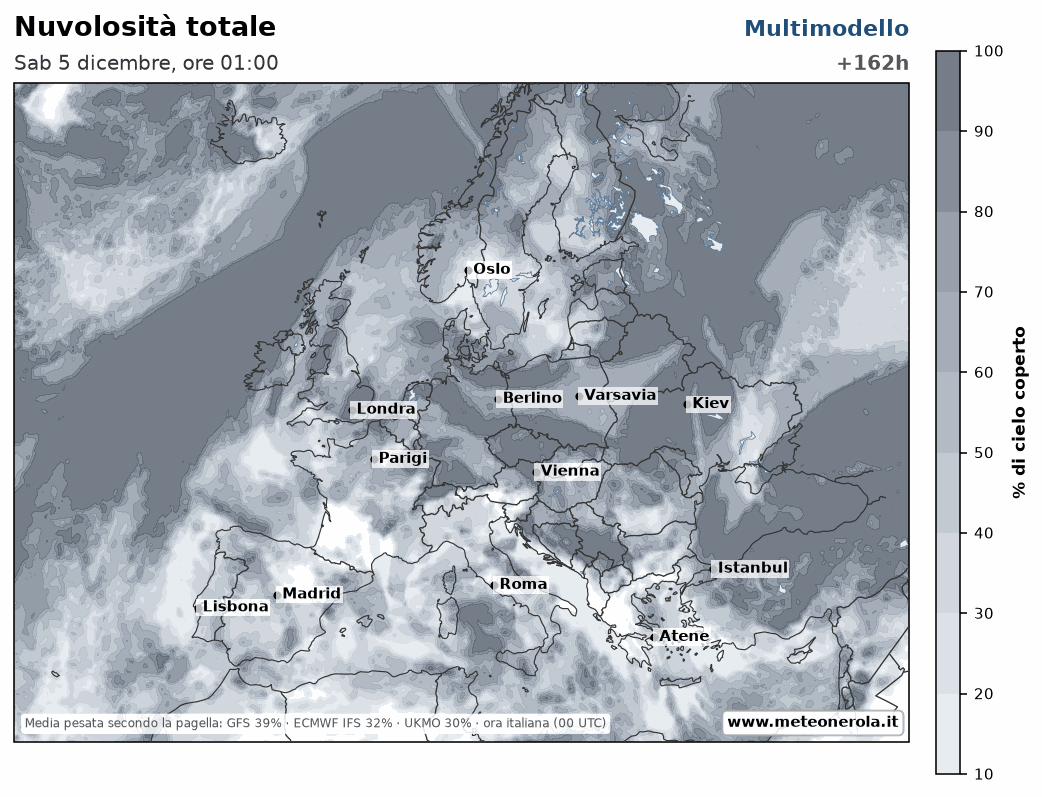 Nuvolosità totale
Multimodello
Sab 5 dicembre, ore 01:00
+162h
100
90
80
70
60
50
40
30
20
10
% di cielo coperto
Oslo
Londra
Berlino
Varsavia
Kiev
Parigi
Vienna
Istanbul
Roma
Madrid
Lisbona
Atene
Media pesata secondo la pagella: GFS 39% · ECMWF IFS 32% · UKMO 30% · ora italiana (00 UTC)
www.meteonerola.it